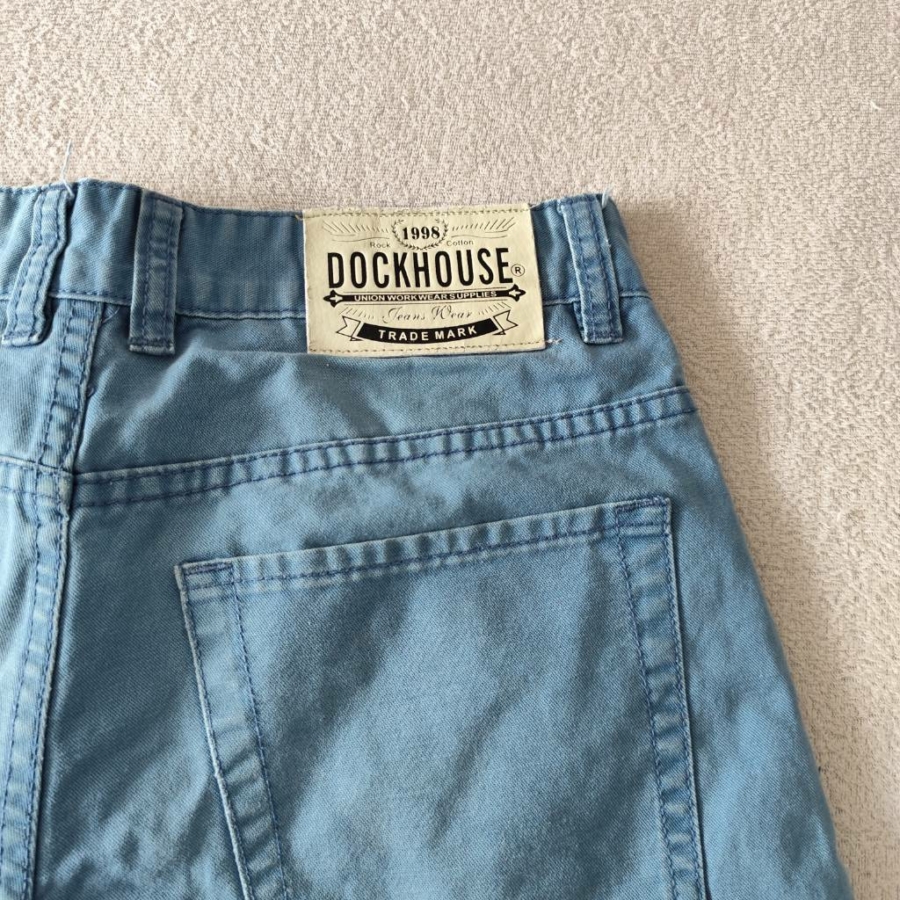 1998
Rock Cotton
DOCKHOUSE®
UNION WORKWEAR SUPPLIES
Jeans Wear
TRADE MARK